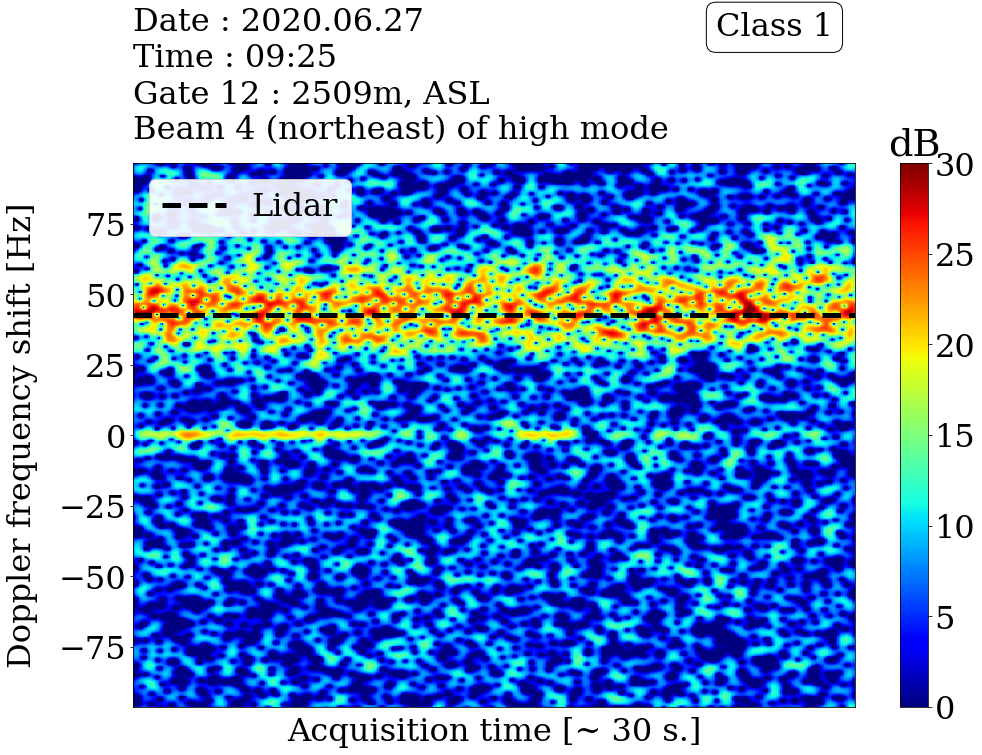 Date : 2020.06.27
Time : 09:25
Gate 12 : 2509m, ASL
Beam 4 (northeast) of high mode
Class 1
dB
Lidar
Doppler frequency shift [Hz]
75
50
25
0
−25
−50
−75
Acquisition time [~ 30 s.]
30
25
20
15
10
5
0